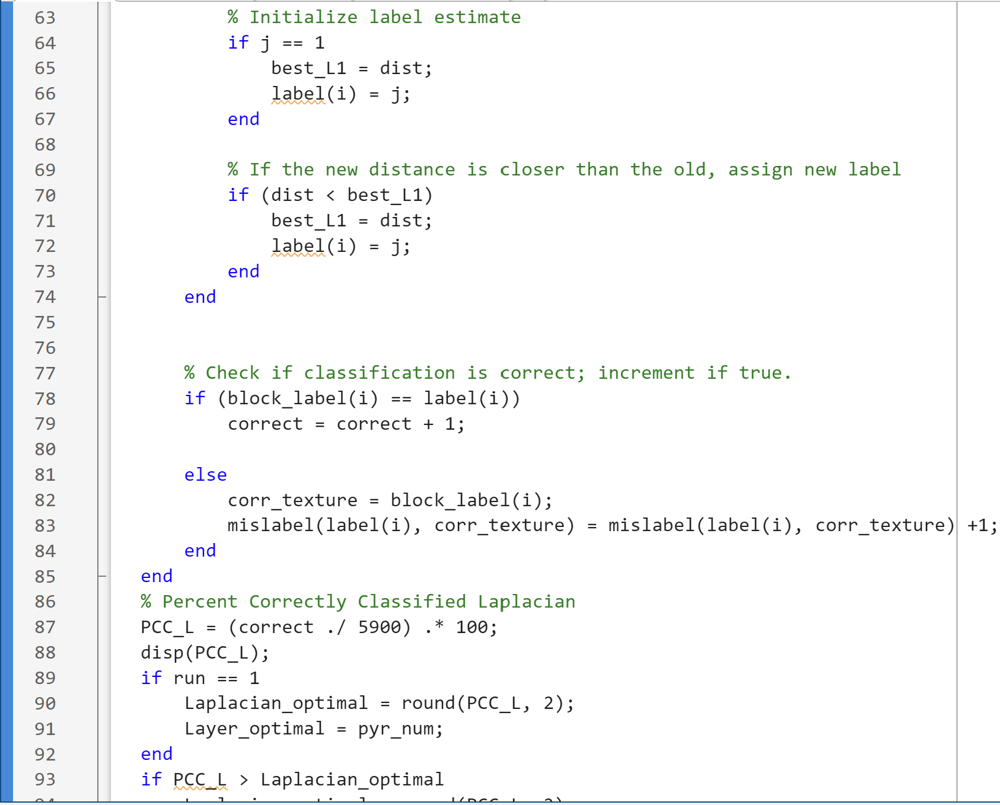 63 % Initialize label estimate
64 if j == 1
65 best_L1 = dist;
66 label(i) = j;
67 end
68
69 % If the new distance is closer than the old, assign new label
70 if (dist < best_L1)
71 best_L1 = dist;
72 label(i) = j;
73 end
74 end
75
76
77 % Check if classification is correct; increment if true.
78 if (block_label(i) == label(i))
79 correct = correct + 1;
80
81 else
82 corr_texture = block_label(i);
83 mislabel(label(i), corr_texture) = mislabel(label(i), corr_texture) +1;
84 end
85 end
86 % Percent Correctly Classified Laplacian
87 PCC_L = (correct ./ 5900) .* 100;
88 disp(PCC_L);
89 if run == 1
90 Laplacian_optimal = round(PCC_L, 2);
91 Layer_optimal = pyr_num;
92 end
93 if PCC_L > Laplacian_optimal